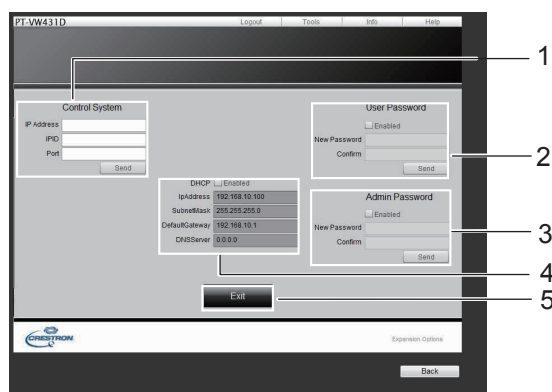 PT-VW431D Logout Tools Info Help
1
Control System
IP Address
IPID
Port
Send
User Password
Enabled
New Password
Confirm
Send
2
DHCP Enabled
IpAddress 192.168.10.100
SubnetMask 255.255.255.0
DefaultGateway 192.168.10.1
DNSServer 0.0.0.0
4
Admin Password
Enabled
New Password
Confirm
Send
3
Exit
5
CRESTRON
Expansion Options
Back